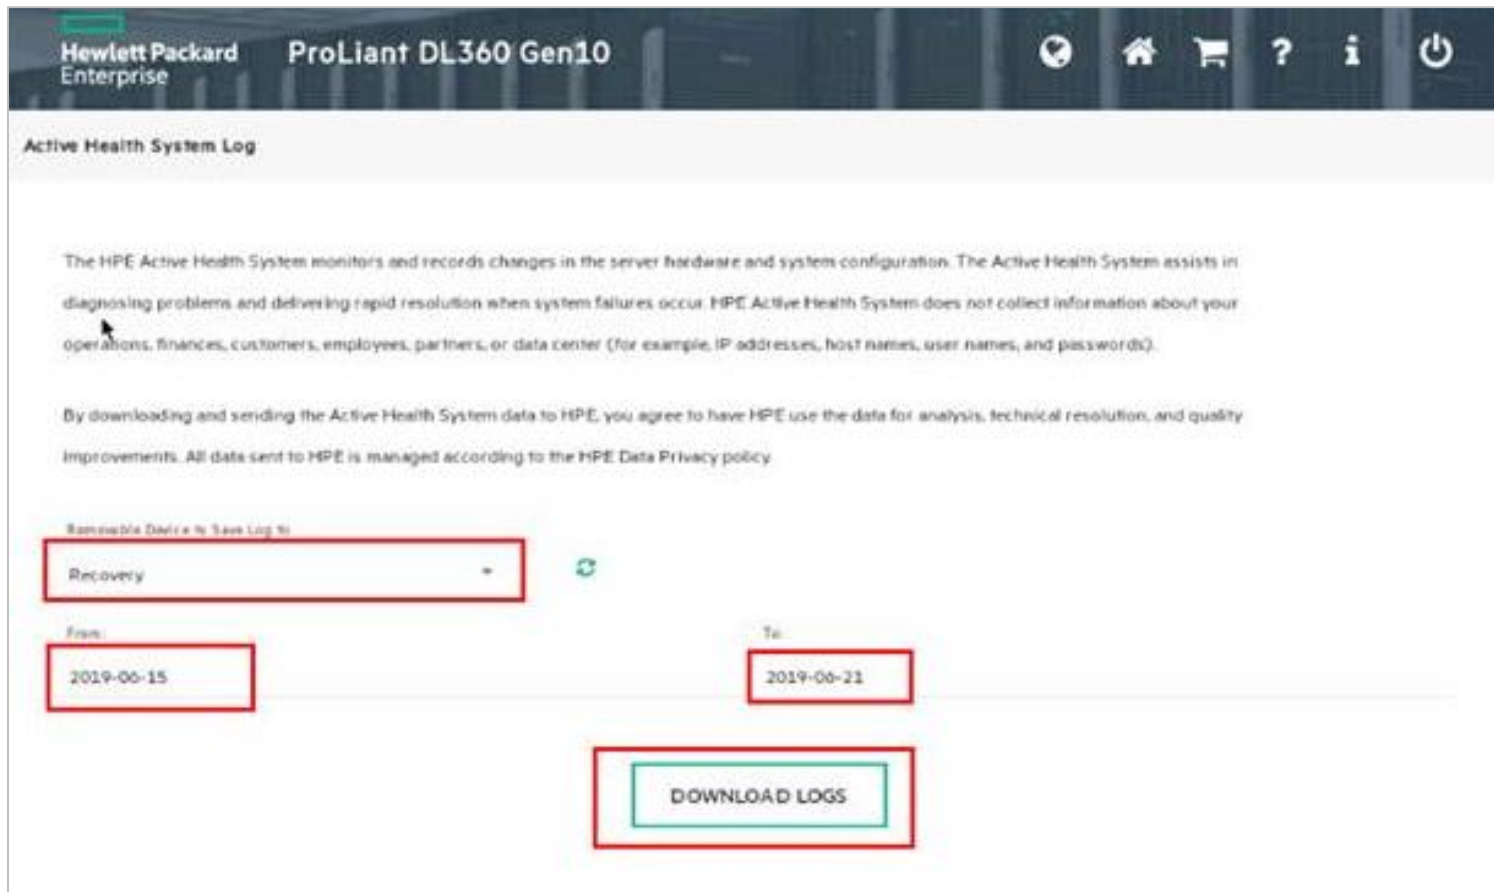 Hewlett Packard
Enterprise
ProLiant DL360 Gen10
Active Health System Log
The HPE Active Health System monitors and records changes in the server hardware and system configuration. The Active Health System assists in
diagnosing problems and delivering rapid resolution when system failures occur. HPE Active Health System does not collect information about your
operations, finances, customers, employees, partners, or data center (for example, IP addresses, host names, user names, and passwords).
By downloading and sending the Active Health System data to HPE, you agree to have HPE use the data for analysis, technical resolution, and quality
improvements. All data sent to HPE is managed according to the HPE Data Privacy policy.
Removable Device to Save Log to
Recovery
From:
To:
2019-06-15
2019-06-21
DOWNLOAD LOGS